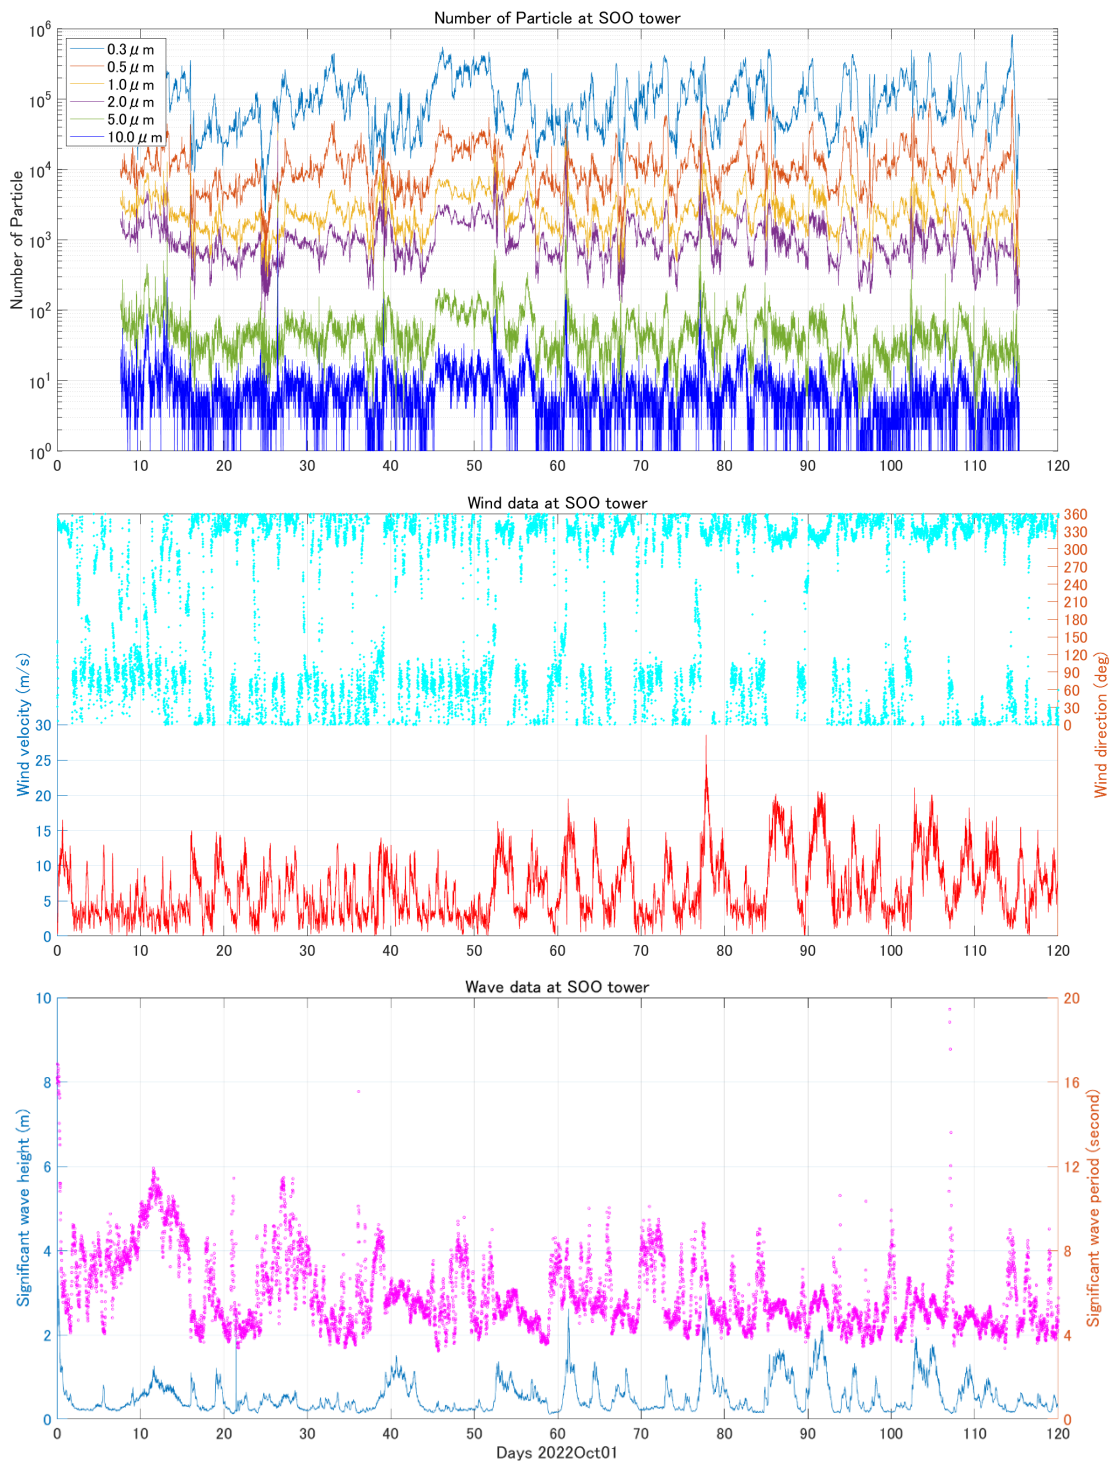 Number of Particle at SOO tower
10^6
10^5
10^4
10^3
10^2
10^1
10^0
0.3μm
0.5μm
1.0μm
2.0μm
5.0μm
10.0μm
Number of Particle
0 10 20 30 40 50 60 70 80 90 100 110 120
Wind data at SOO tower
30
25
20
15
10
5
0
Wind velocity (m/s)
360
330
300
270
240
210
180
150
120
90
60
30
0
Wind direction (deg)
0 10 20 30 40 50 60 70 80 90 100 110 120
Wave data at SOO tower
10
8
6
4
2
0
Significant wave height (m)
20
16
12
8
4
0
Significant wave period (second)
0 10 20 30 40 50 60 70 80 90 100 110 120
Days 2022Oct01